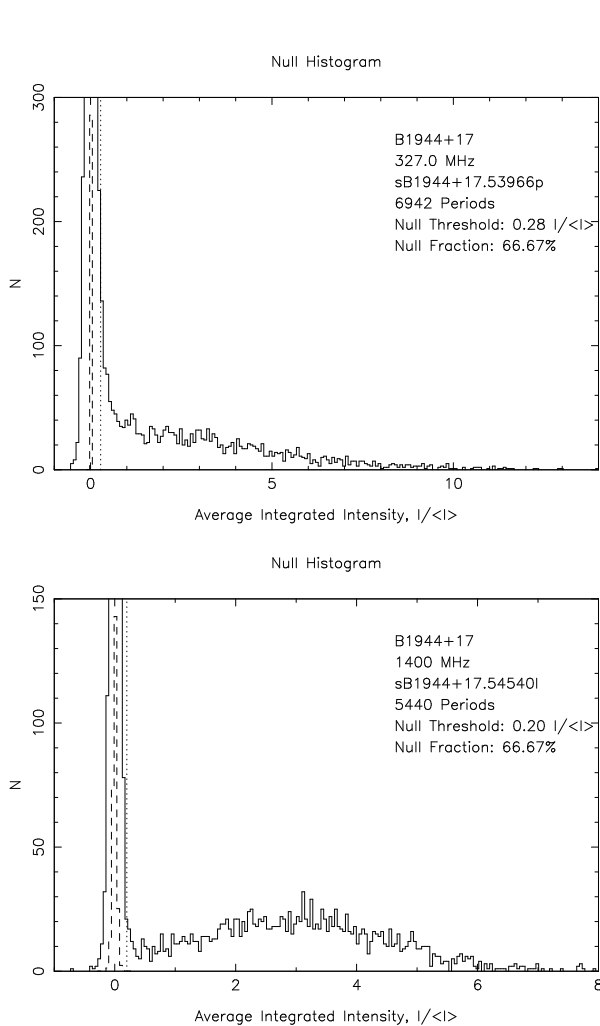 Null Histogram
300
200
100
0
N
B1944+17
327.0 MHz
sB1944+17.53966p
6942 Periods
Null Threshold: 0.28 I/<I>
Null Fraction: 66.67%
0 5 10
Average Integrated Intensity, I/<I>
Null Histogram
150
100
50
0
N
B1944+17
1400 MHz
sB1944+17.54540l
5440 Periods
Null Threshold: 0.20 I/<I>
Null Fraction: 66.67%
0 2 4 6 8
Average Integrated Intensity, I/<I>